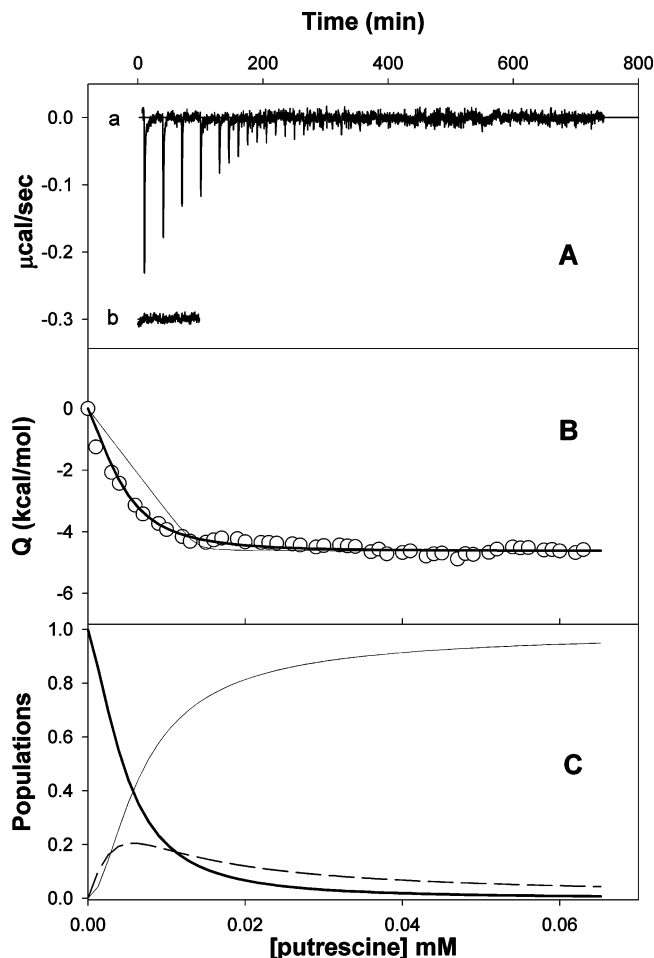 Time (min)
0 200 400 600 800
a
0.0
-0.1
-0.2
-0.3
b
µcal/sec
A
0
-2
-4
-6
Q (kcal/mol)
B
1.0
0.8
0.6
0.4
0.2
0.0
Populations
C
0.00 0.02 0.04 0.06
[putrescine] mM